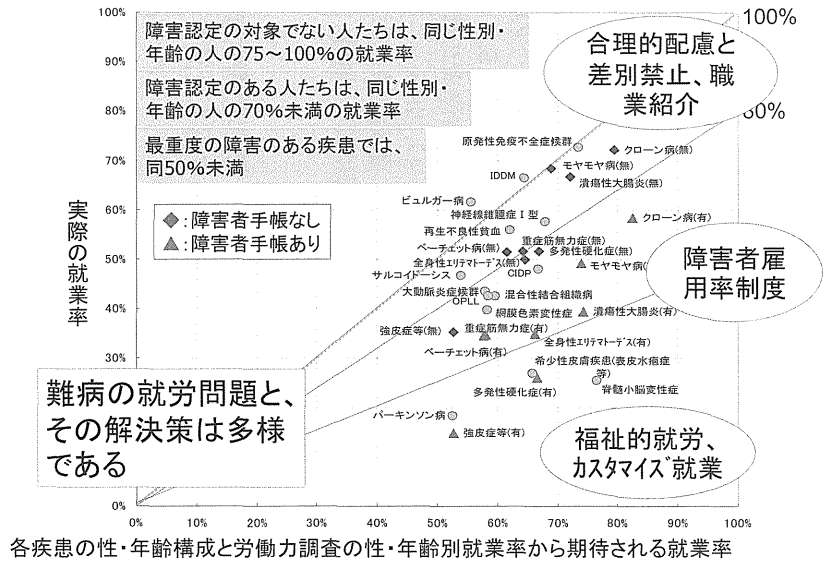 100%
90%
80%
70%
60%
50%
40%
30%
0%
実際の就業率
障害認定の対象でない人たちは、同じ性別・
年齢の人の75～100%の就業率
障害認定のある人たちは、同じ性別・
年齢の人の70%未満の就業率
最重度の障害のある疾患では、
同50%未満
◆:障害者手帳なし
▲:障害者手帳あり
合理的配慮と
差別禁止、職
業紹介
100%
80%
原発性免疫不全症候群
クローン病(無)
モヤモヤ病(無)
IDDM
潰瘍性大腸炎(無)
ビュルガー病
神経線維腫症Ⅰ型
クローン病(有)
再生不良性貧血
重症筋無力症(無)
ベーチェット病(無)
多発性硬化症(無)
全身性エリテマトーデス(無)
CIDP
モヤモヤ病(有)
サルコイドーシス
大動脈炎症候群
混合性結合組織病
OPLL
網膜色素変性症
潰瘍性大腸炎(有)
強皮症等(無)
重症筋無力症(有)
全身性エリテマトーデス(有)
ベーチェット病(有)
希少性皮膚疾患(表皮水疱症
等)
多発性硬化症(有)
脊髄小脳変性症
パーキンソン病
強皮症等(有)
障害者雇
用率制度
50%
福祉的就労、
カスタマイズ就業
難病の就労問題と、
その解決策は多様
である
0%
10%
20%
30%
40%
50%
60%
70%
80%
90%
100%
各疾患の性・年齢構成と労働力調査の性・年齢別就業率から期待される就業率